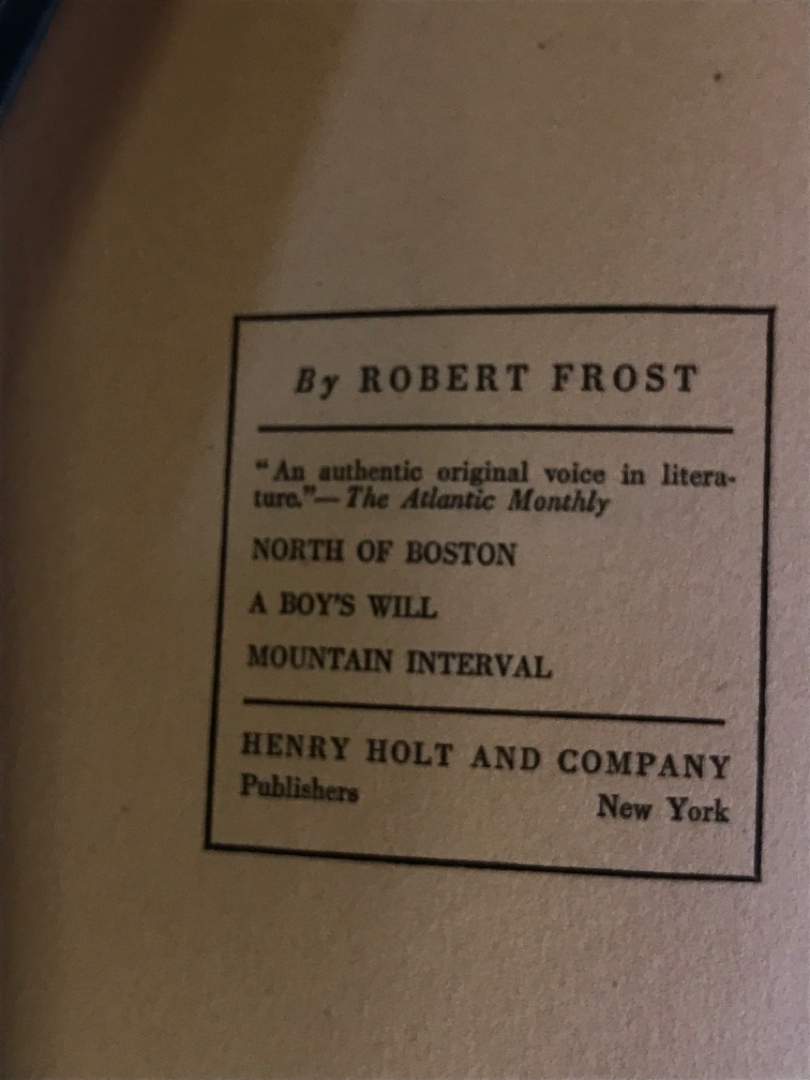 By ROBERT FROST
“An authentic original voice in litera-
ture.”—The Atlantic Monthly
NORTH OF BOSTON
A BOY'S WILL
MOUNTAIN INTERVAL
HENRY HOLT AND COMPANY
Publishers New York